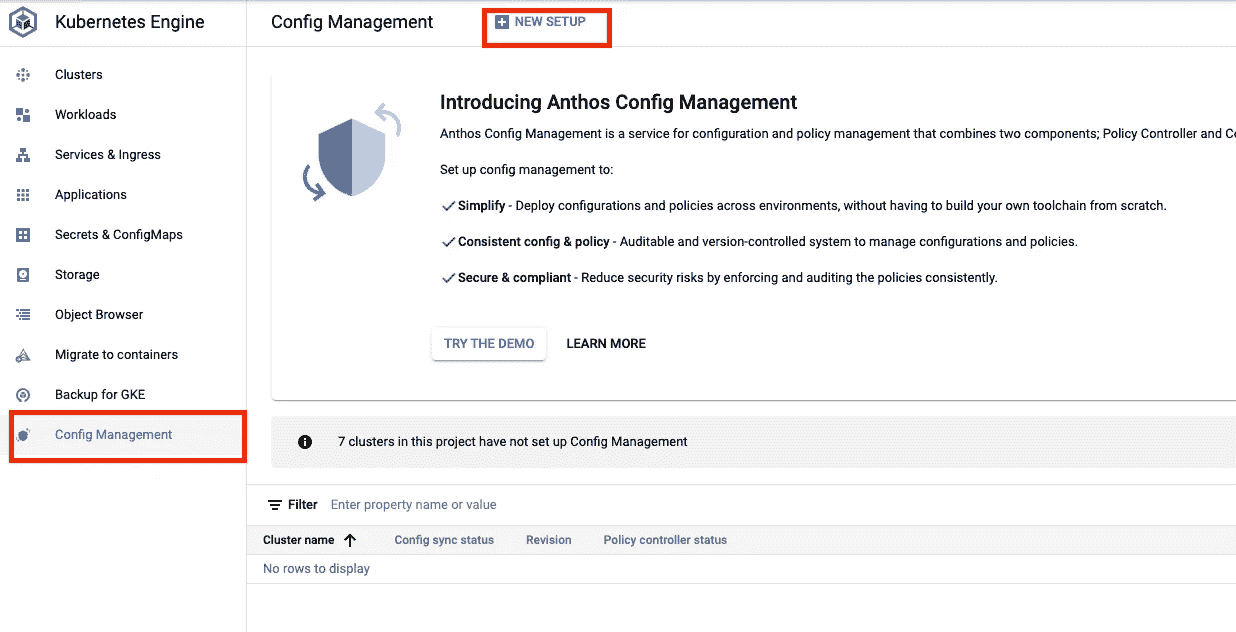 Kubernetes Engine
Config Management
NEW SETUP
Clusters
Workloads
Services & Ingress
Applications
Secrets & ConfigMaps
Storage
Object Browser
Migrate to containers
Backup for GKE
Config Management
Introducing Anthos Config Management
Anthos Config Management is a service for configuration and policy management that combines two components; Policy Controller and
Set up config management to:
Simplify - Deploy configurations and policies across environments, without having to build your own toolchain from scratch.
Consistent config & policy - Auditable and version-controlled system to manage configurations and policies.
Secure & compliant - Reduce security risks by enforcing and auditing the policies consistently.
TRY THE DEMO LEARN MORE
7 clusters in this project have not set up Config Management
Filter Enter property name or value
Cluster name Config sync status Revision Policy controller status
No rows to display